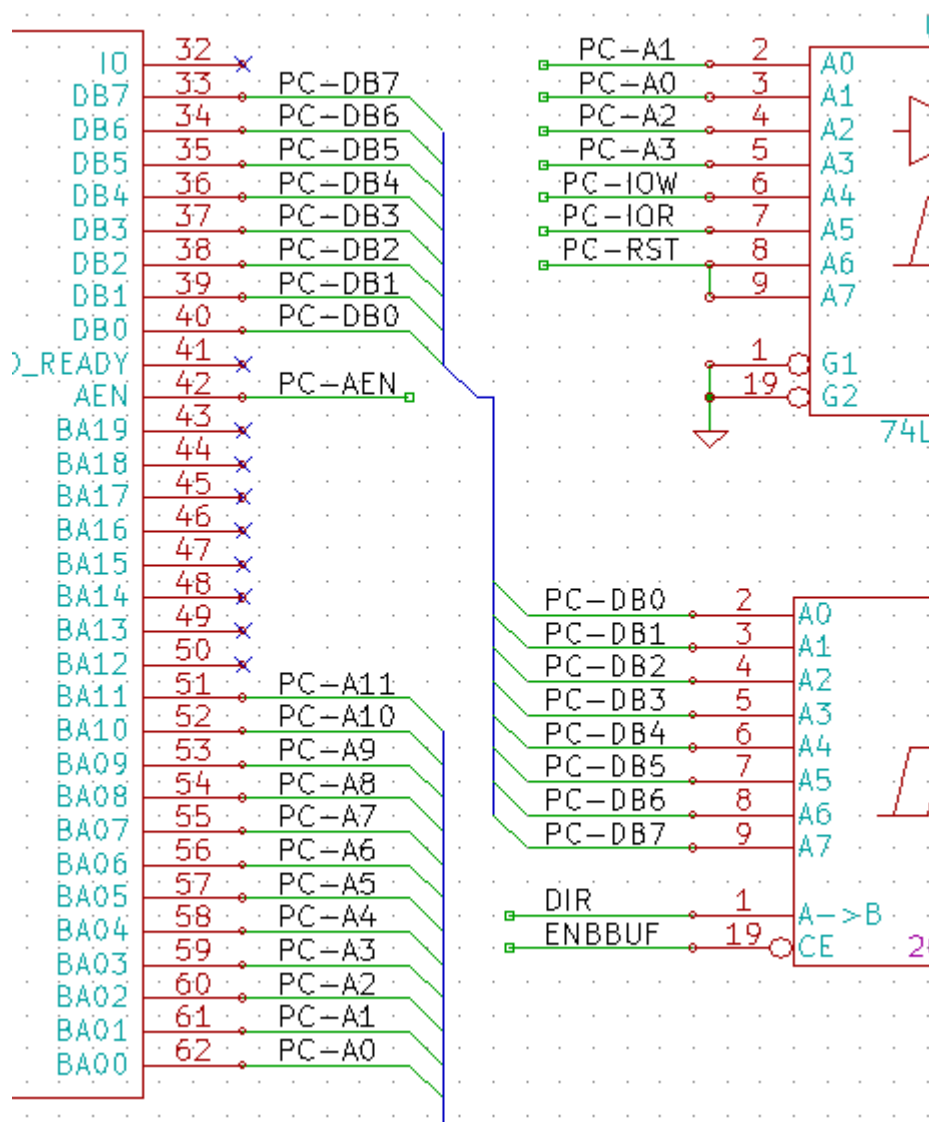 IO 32
DB7 33 PC-DB7
DB6 34 PC-DB6
DB5 35 PC-DB5
DB4 36 PC-DB4
DB3 37 PC-DB3
DB2 38 PC-DB2
DB1 39 PC-DB1
DB0 40 PC-DB0
_READY 41
AEN 42 PC-AEN
BA19 43
BA18 44
BA17 45
BA16 46
BA15 47
BA14 48
BA13 49
BA12 50
BA11 51 PC-A11
BA10 52 PC-A10
BA09 53 PC-A9
BA08 54 PC-A8
BA07 55 PC-A7
BA06 56 PC-A6
BA05 57 PC-A5
BA04 58 PC-A4
BA03 59 PC-A3
BA02 60 PC-A2
BA01 61 PC-A1
BA00 62 PC-A0
PC-A1 2 A0
PC-A0 3 A1
PC-A2 4 A2
PC-A3 5 A3
PC-IOW 6 A4
PC-IOR 7 A5
PC-RST 8 A6
9 A7
1 G1
19 G2
74L
PC-DB0 2 A0
PC-DB1 3 A1
PC-DB2 4 A2
PC-DB3 5 A3
PC-DB4 6 A4
PC-DB5 7 A5
PC-DB6 8 A6
PC-DB7 9 A7
DIR 1 A->B
ENBBUF 19 CE